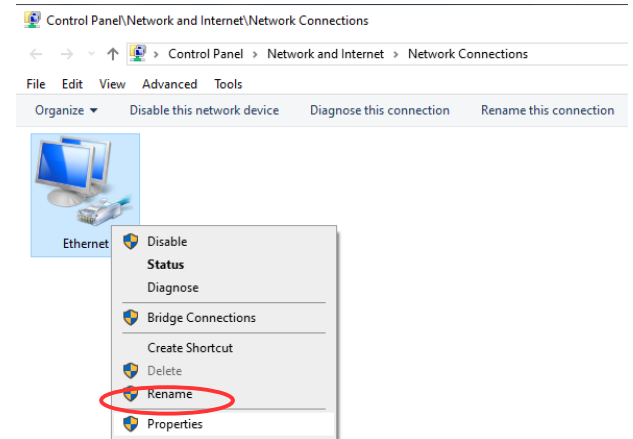 Control Panel\Network and Internet\Network Connections
Control Panel > Network and Internet > Network Connections
File Edit View Advanced Tools
Organize Disable this network device Diagnose this connection Rename this connection
Ethernet
Disable
Status
Diagnose
Bridge Connections
Create Shortcut
Delete
Rename
Properties